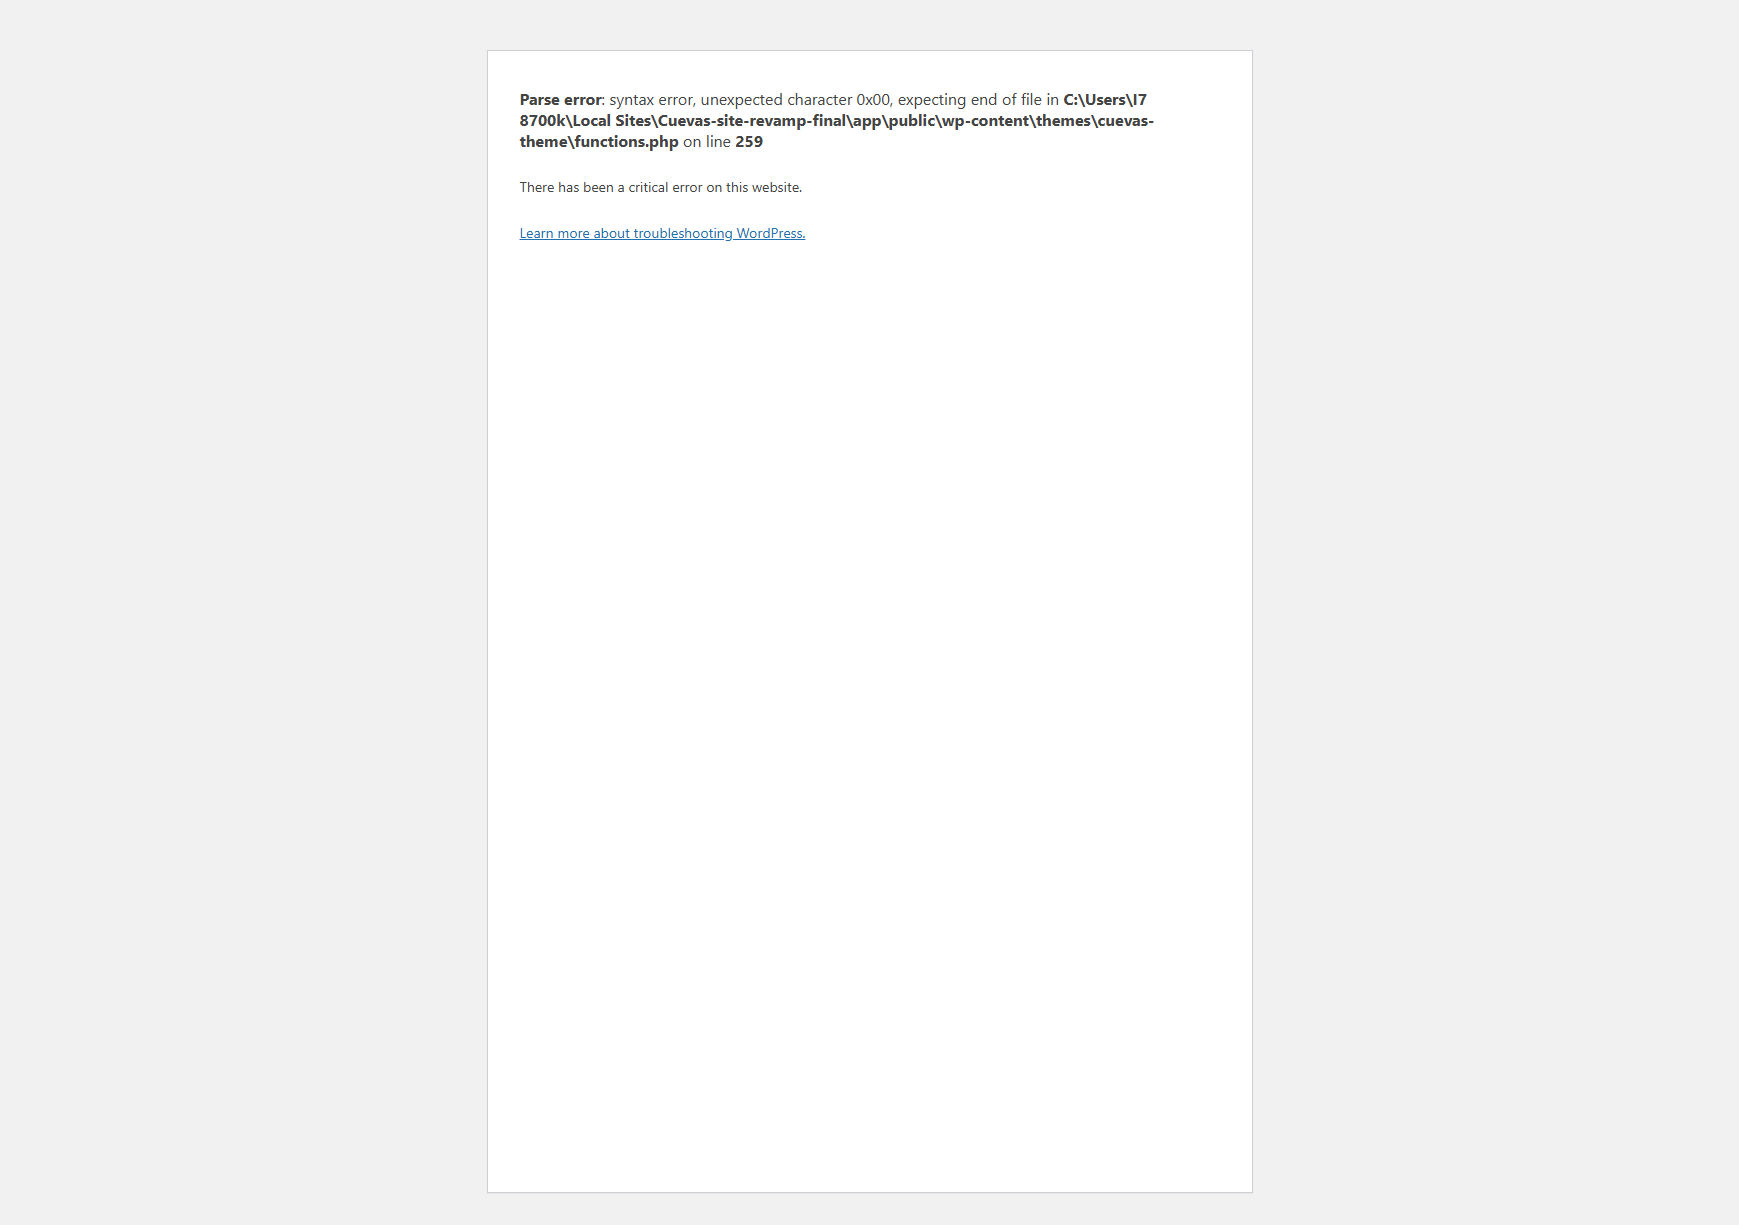 Parse error: syntax error, unexpected character 0x00, expecting end of file in C:\Users\I7
8700k\Local Sites\Cuevas-site-revamp-final\app\public\wp-content\themes\cuevas-
theme\functions.php on line 259
There has been a critical error on this website.
Learn more about troubleshooting WordPress.